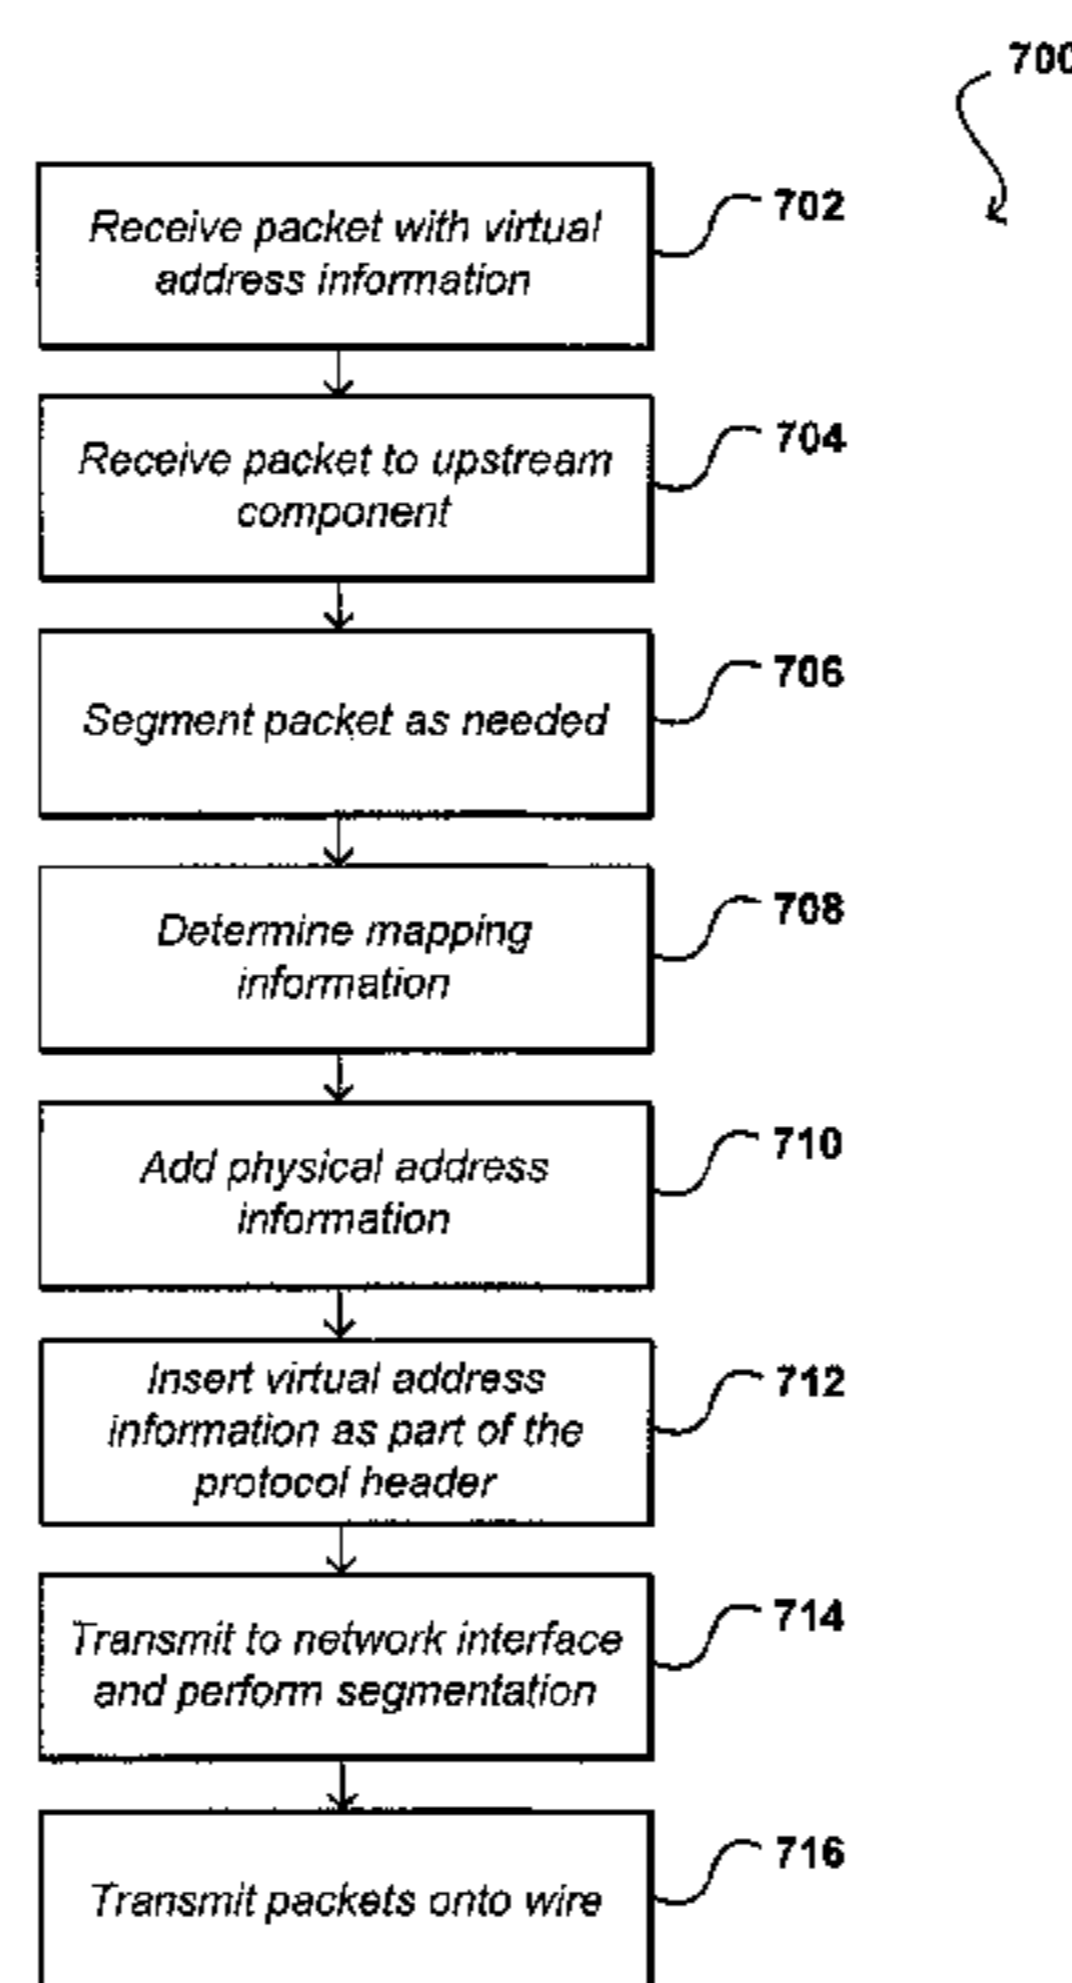 700
Receive packet with virtual
address information
702
Receive packet to upstream
component
704
Segment packet as needed
706
Determine mapping
information
708
Add physical address
information
710
Insert virtual address
information as part of the
protocol header
712
Transmit to network interface
and perform segmentation
714
Transmit packets onto wire
716